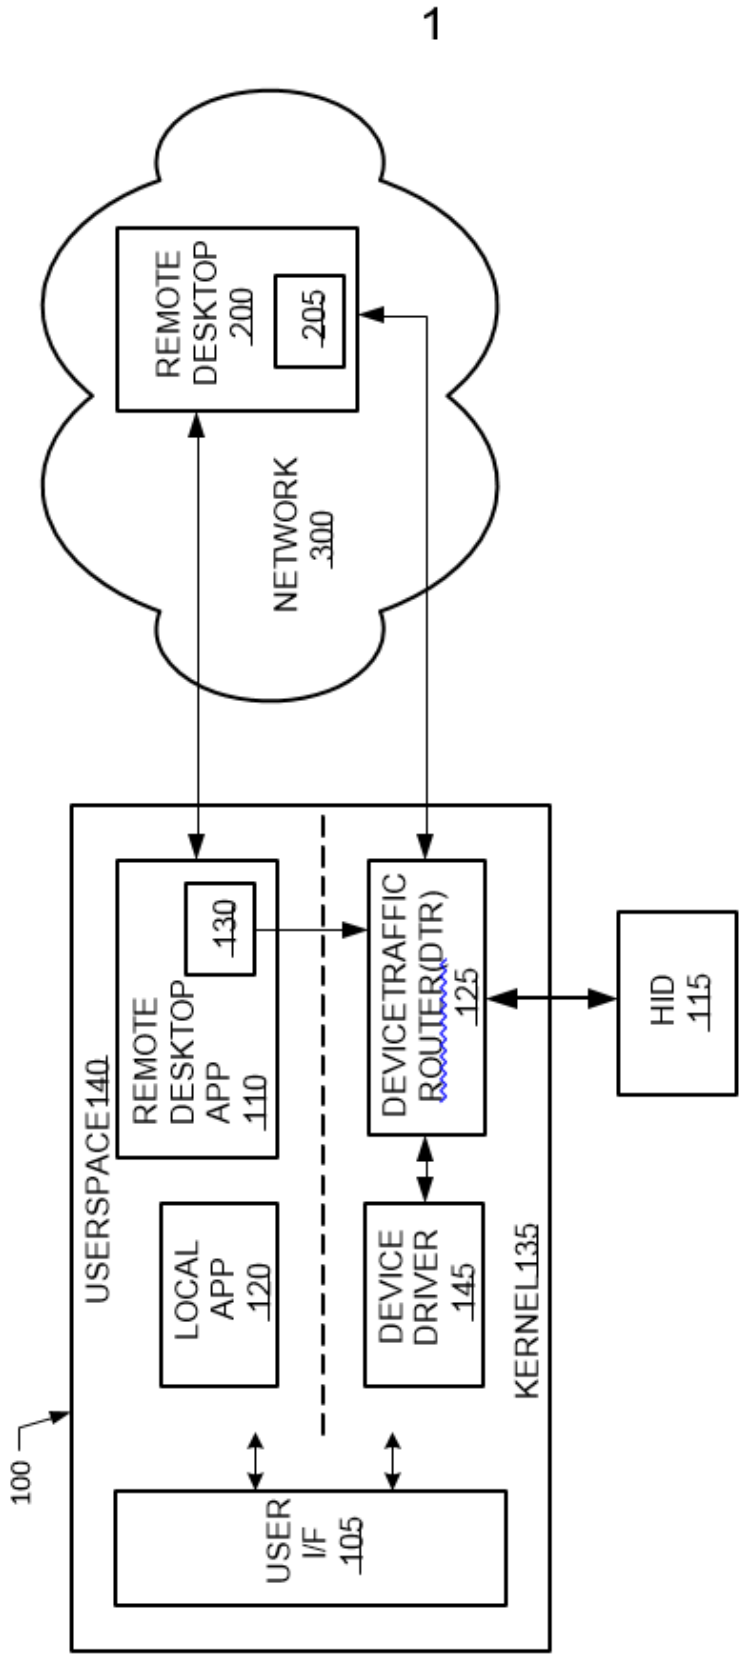 1
REMOTE
DESKTOP
200
205
NETWORK
300
USERSPACE140
REMOTE
DESKTOP
APP
110
130
DEVICETRAFFIC
ROUTER(DTR)
125
HID
115
LOCAL
APP
120
DEVICE
DRIVER
145
KERNEL135
100
USER
I/F
105